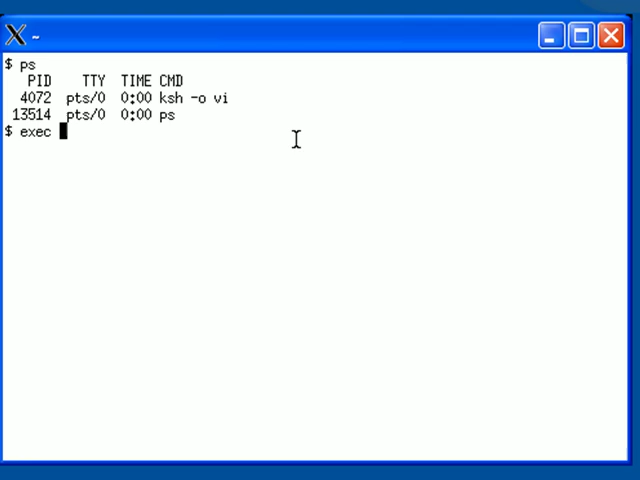 ~
$ ps
PID TTY TIME CMD
4072 pts/0 0:00 ksh -o vi
13514 pts/0 0:00 ps
$ exec